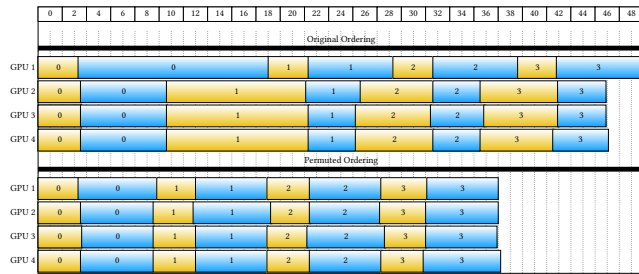 0 2 4 6 8 10 12 14 16 18 20 22 24 26 28 30 32 34 36 38 40 42 44 46 48
Original Ordering
GPU 1 0 0 1 1 2 2 3 3
GPU 2 0 0 1 1 2 2 3 3
GPU 3 0 0 1 1 2 2 3 3
GPU 4 0 0 1 1 2 2 3 3
Permuted Ordering
GPU 1 0 0 1 1 2 2 3 3
GPU 2 0 0 1 1 2 2 3 3
GPU 3 0 0 1 1 2 2 3 3
GPU 4 0 0 1 1 2 2 3 3